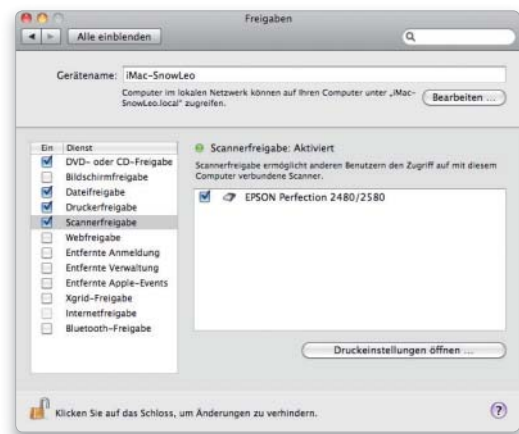 Freigaben
Alle einblenden
Gerätename: iMac-SnowLeo
Computer im lokalen Netzwerk können auf Ihren Computer unter „iMac-
SnowLeo.local“ zugreifen.
Bearbeiten ...
Ein Dienst
DVD- oder CD-Freigabe
Bildschirmfreigabe
Dateifreigabe
Druckerfreigabe
Scannerfreigabe
Webfreigabe
Entfernte Anmeldung
Entfernte Verwaltung
Entfernte Apple-Events
Xgrid-Freigabe
Internetfreigabe
Bluetooth-Freigabe
Scannerfreigabe: Aktiviert
Scannerfreigabe ermöglicht anderen Benutzern den Zugriff auf mit diesem
Computer verbundene Scanner.
EPSON Perfection 2480/2580
Druckeinstellungen öffnen ...
Klicken Sie auf das Schloss, um Änderungen zu verhindern.
?